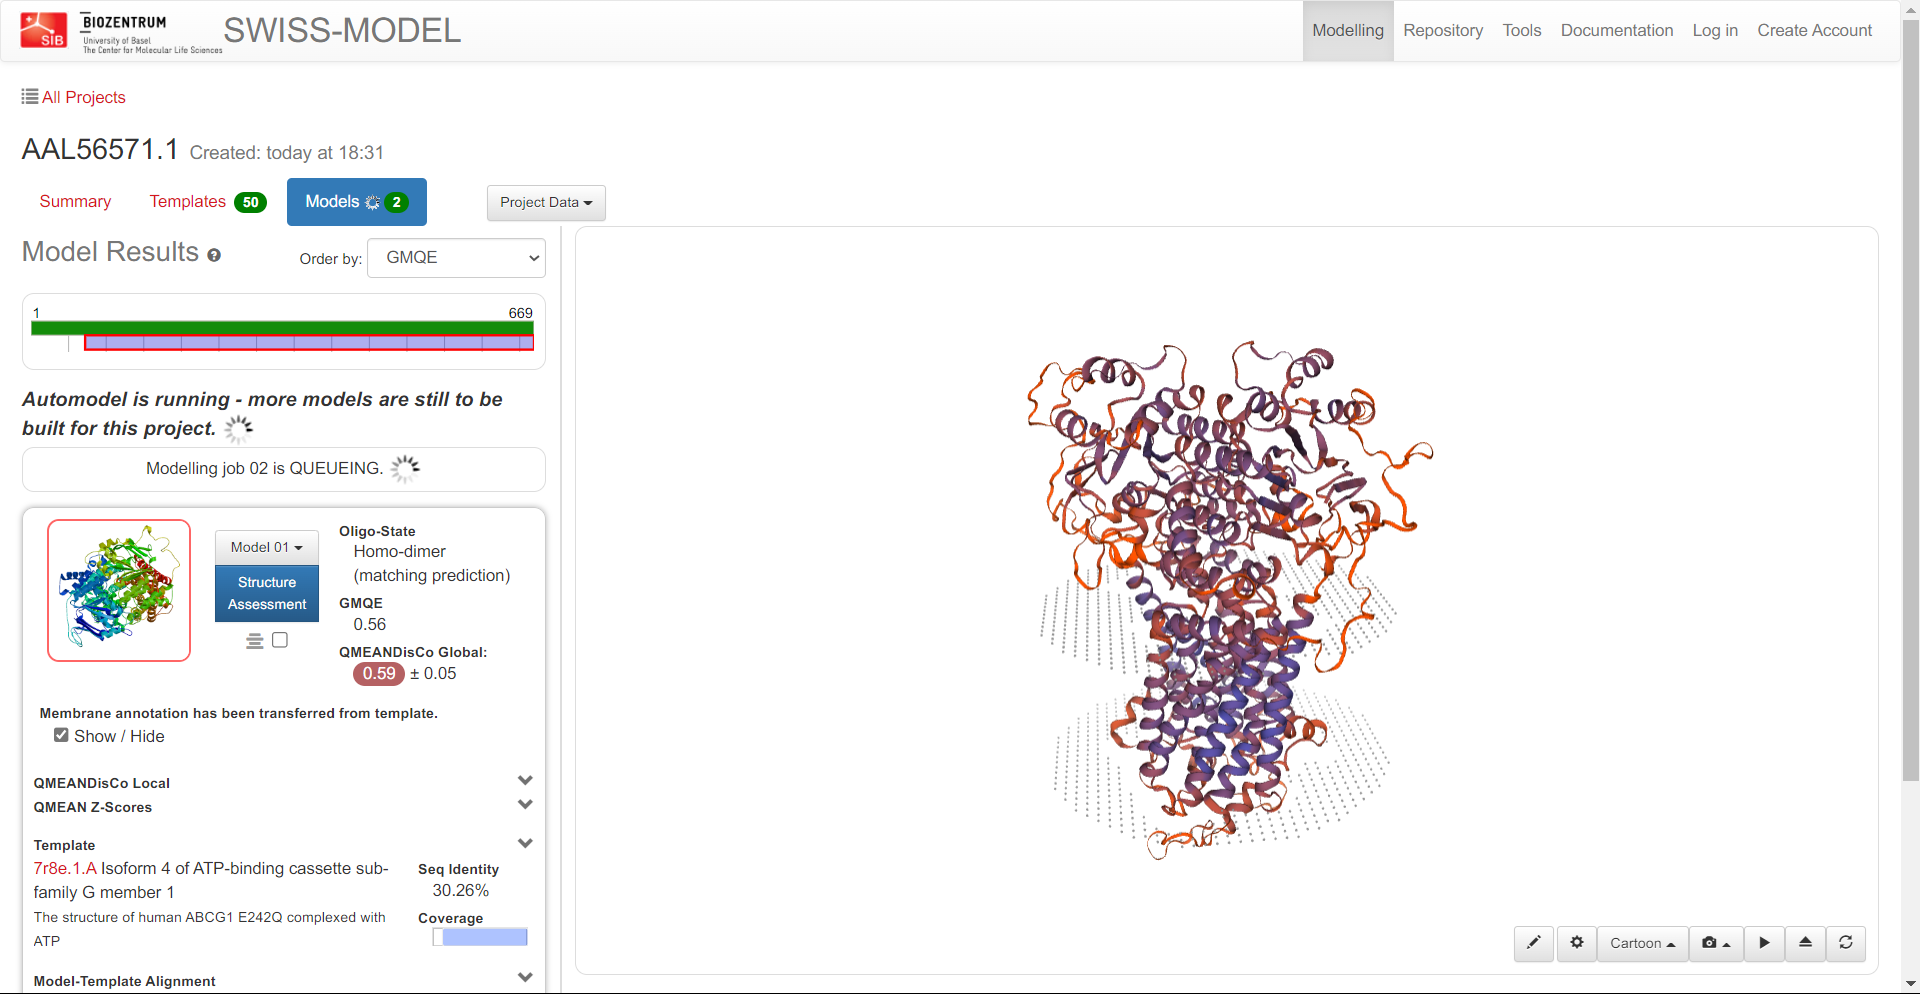 SIB
BIOZENTRUM
University of Basel
The Center for Molecular Life Sciences
SWISS-MODEL
Modelling
Repository
Tools
Documentation
Log in
Create Account
All Projects
AAL56571.1 Created: today at 18:31
Summary
Templates 50
Models 2
Project Data
Model Results
Order by: GMQE
1 669
Automodel is running - more models are still to be
built for this project.
Modelling job 02 is QUEUEING.
Model 01
Structure
Assessment
Oligo-State
Homo-dimer
(matching prediction)
GMQE
0.56
QMEANDisCo Global:
0.59 ± 0.05
Membrane annotation has been transferred from template.
Show / Hide
QMEANDisCo Local
QMEAN Z-Scores
Template
7r8e.1.A Isoform 4 of ATP-binding cassette sub-
family G member 1
The structure of human ABCG1 E242Q complexed with
ATP
Seq Identity
30.26%
Coverage
Model-Template Alignment
Cartoon